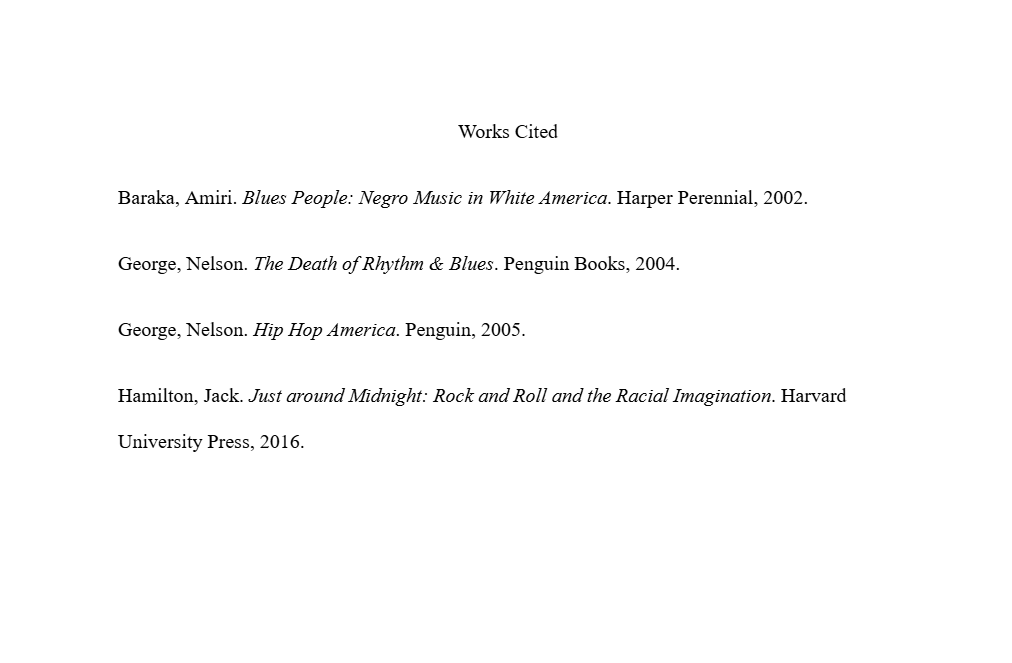 Works Cited
Baraka, Amiri. Blues People: Negro Music in White America. Harper Perennial, 2002.
George, Nelson. The Death of Rhythm & Blues. Penguin Books, 2004.
George, Nelson. Hip Hop America. Penguin, 2005.
Hamilton, Jack. Just around Midnight: Rock and Roll and the Racial Imagination. Harvard
University Press, 2016.